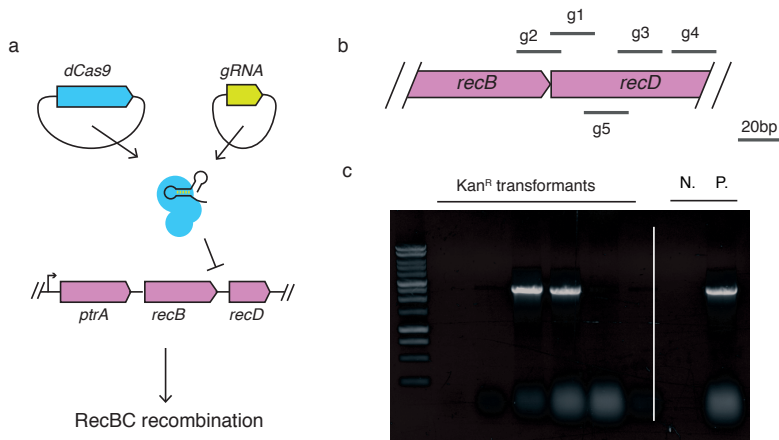 a
dCas9
gRNA
ptrA
recB
recD
RecBC recombination
b
g1
g2
g3
g4
recB
recD
g5
20bp
c
Kanᴿ transformants
N.
P.